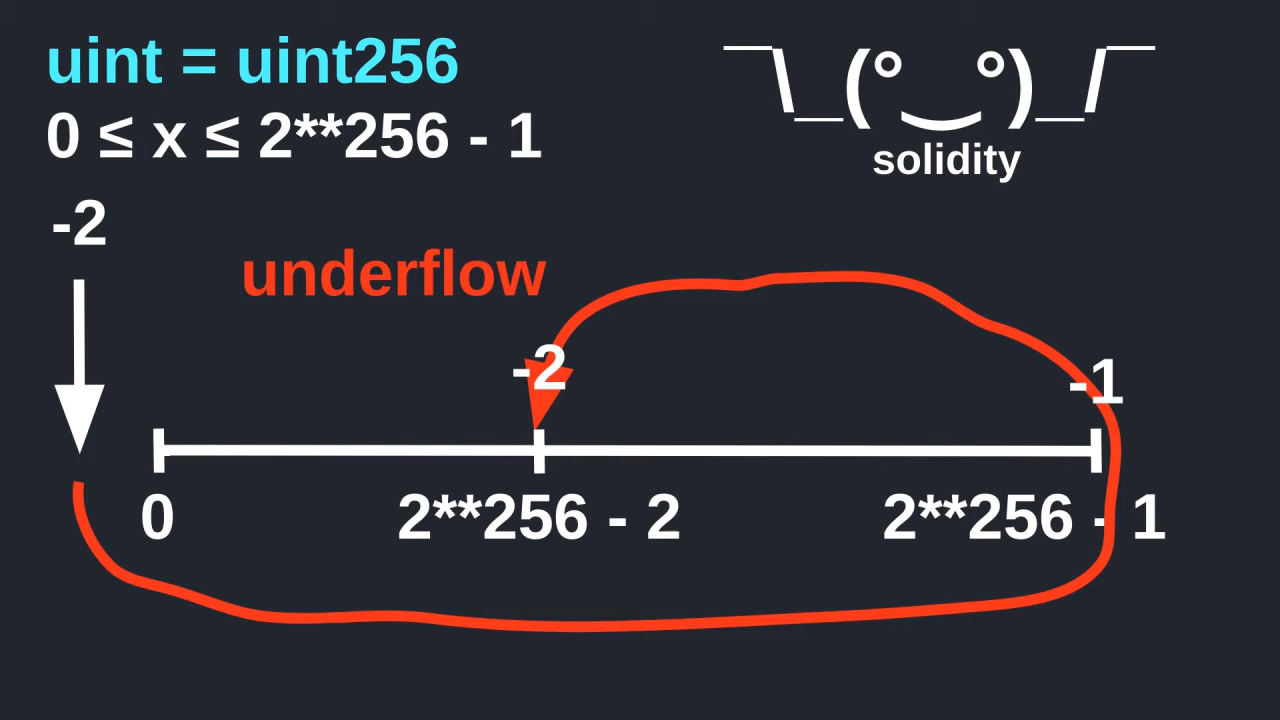 uint = uint256
0 ≤ x ≤ 2**256 - 1
¯\_(°‿°)_/¯
solidity
-2
underflow
-2
-1
0
2**256 - 2
2**256 - 1